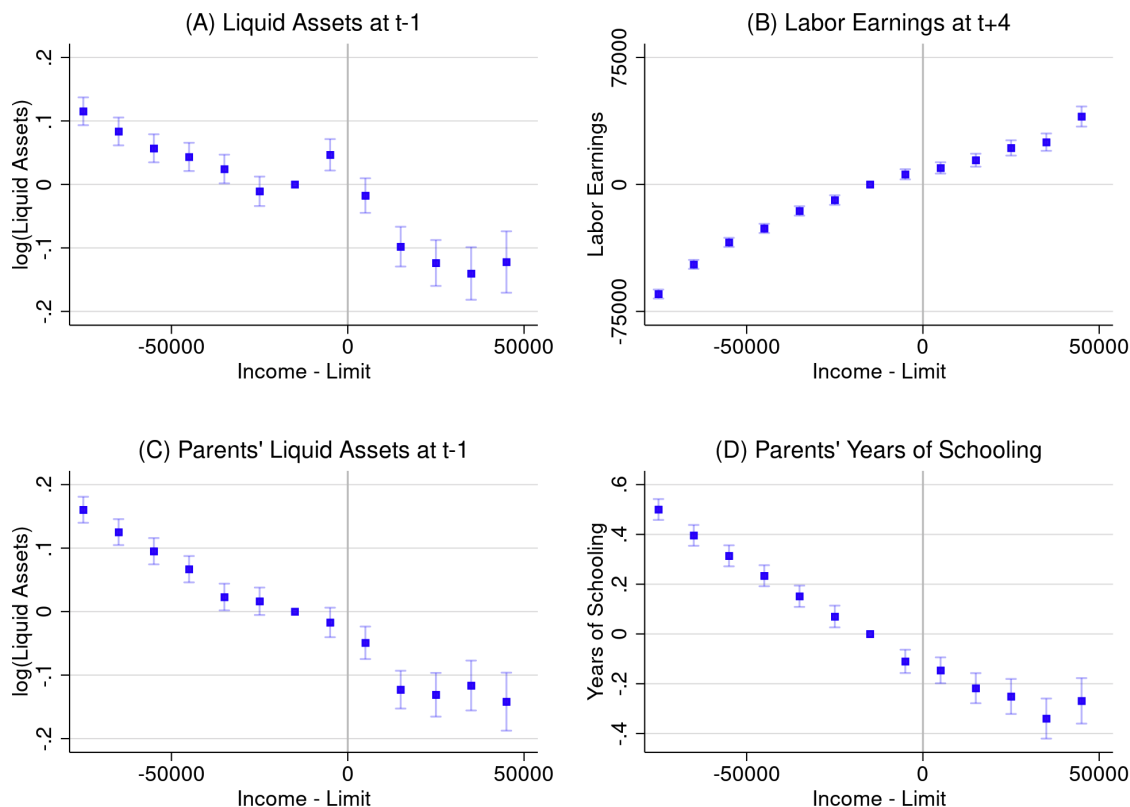 (A) Liquid Assets at t-1
log(Liquid Assets)
.2
.1
0
-.1
-.2
-50000
0
50000
Income - Limit
(B) Labor Earnings at t+4
Labor Earnings
75000
0
-75000
-50000
0
50000
Income - Limit
(C) Parents' Liquid Assets at t-1
log(Liquid Assets)
.2
.1
0
-.1
-.2
-50000
0
50000
Income - Limit
(D) Parents' Years of Schooling
Years of Schooling
.6
.4
.2
0
-.2
-.4
-50000
0
50000
Income - Limit